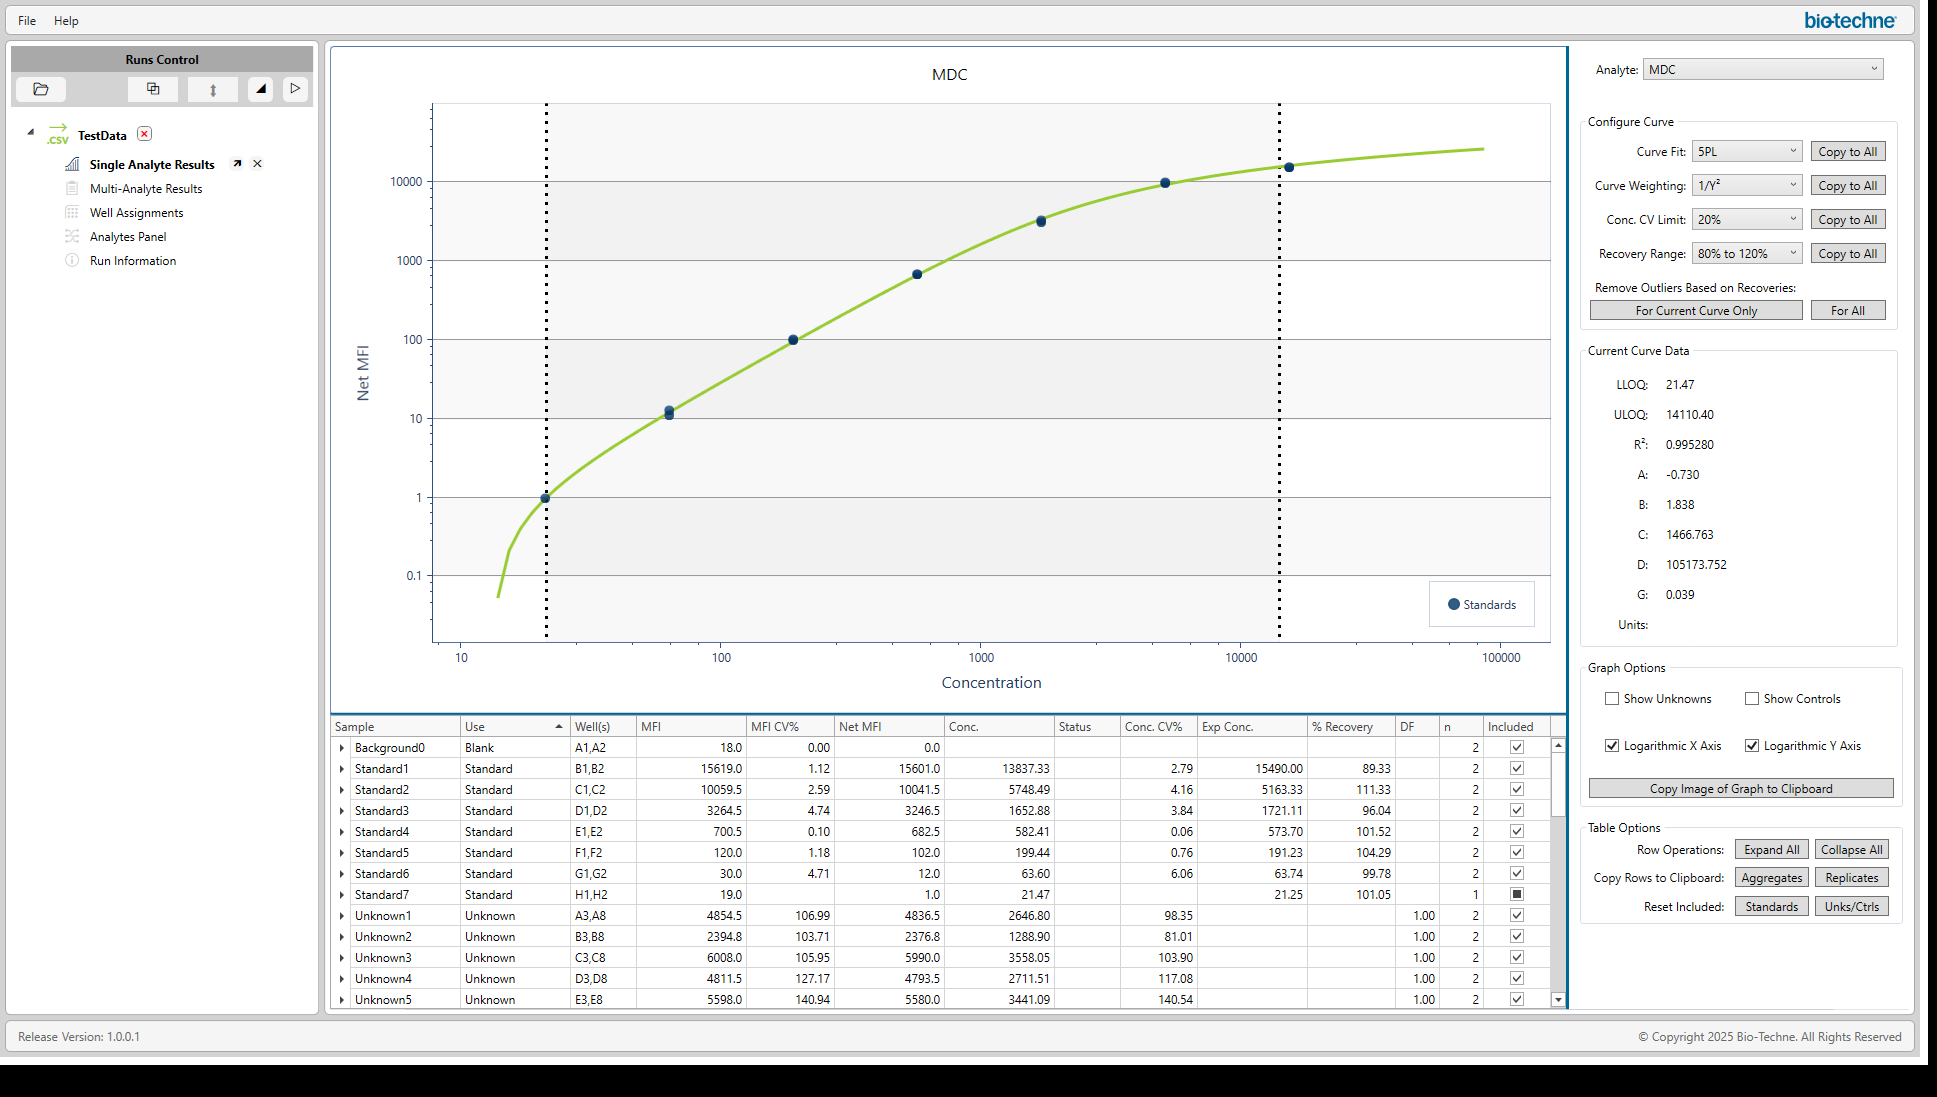 File Help
bio-techne
Runs Control
.csv TestData
Single Analyte Results
Multi-Analyte Results
Well Assignments
Analytes Panel
Run Information
MDC
Net MFI
10000
1000
100
10
1
0.1
10 100 1000 10000 100000
Concentration
Standards
Sample Use Well(s) MFI MFI CV% Net MFI Conc. Status Conc. CV% Exp Conc. % Recovery DF n Included
Background0 Blank A1,A2 18.0 0.00 0.0 2
Standard1 Standard B1,B2 15619.0 1.12 15601.0 13837.33 2.79 15490.00 89.33 2
Standard2 Standard C1,C2 10059.5 2.59 10041.5 5748.49 4.16 5163.33 111.33 2
Standard3 Standard D1,D2 3264.5 4.74 3246.5 1652.88 3.84 1721.11 96.04 2
Standard4 Standard E1,E2 700.5 0.10 682.5 582.41 0.06 573.70 101.52 2
Standard5 Standard F1,F2 120.0 1.18 102.0 199.44 0.76 191.23 104.29 2
Standard6 Standard G1,G2 30.0 4.71 12.0 63.60 6.06 63.74 99.78 2
Standard7 Standard H1,H2 19.0 1.0 21.47 21.25 101.05 1
Unknown1 Unknown A3,A8 4854.5 106.99 4836.5 2646.80 98.35 1.00 2
Unknown2 Unknown B3,B8 2394.8 103.71 2376.8 1288.90 81.01 1.00 2
Unknown3 Unknown C3,C8 6008.0 105.95 5990.0 3558.05 103.90 1.00 2
Unknown4 Unknown D3,D8 4811.5 127.17 4793.5 2711.51 117.08 1.00 2
Unknown5 Unknown E3,E8 5598.0 140.94 5580.0 3441.09 140.54 1.00 2
Analyte: MDC
Configure Curve
Curve Fit: 5PL Copy to All
Curve Weighting: 1/Y² Copy to All
Conc. CV Limit: 20% Copy to All
Recovery Range: 80% to 120% Copy to All
Remove Outliers Based on Recoveries:
For Current Curve Only For All
Current Curve Data
LLOQ: 21.47
ULOQ: 14110.40
R²: 0.995280
A: -0.730
B: 1.838
C: 1466.763
D: 105173.752
G: 0.039
Units:
Graph Options
Show Unknowns Show Controls
Logarithmic X Axis Logarithmic Y Axis
Copy Image of Graph to Clipboard
Table Options
Row Operations: Expand All Collapse All
Copy Rows to Clipboard: Aggregates Replicates
Reset Included: Standards Unks/Ctrls
Release Version: 1.0.0.1
© Copyright 2025 Bio-Techne. All Rights Reserved